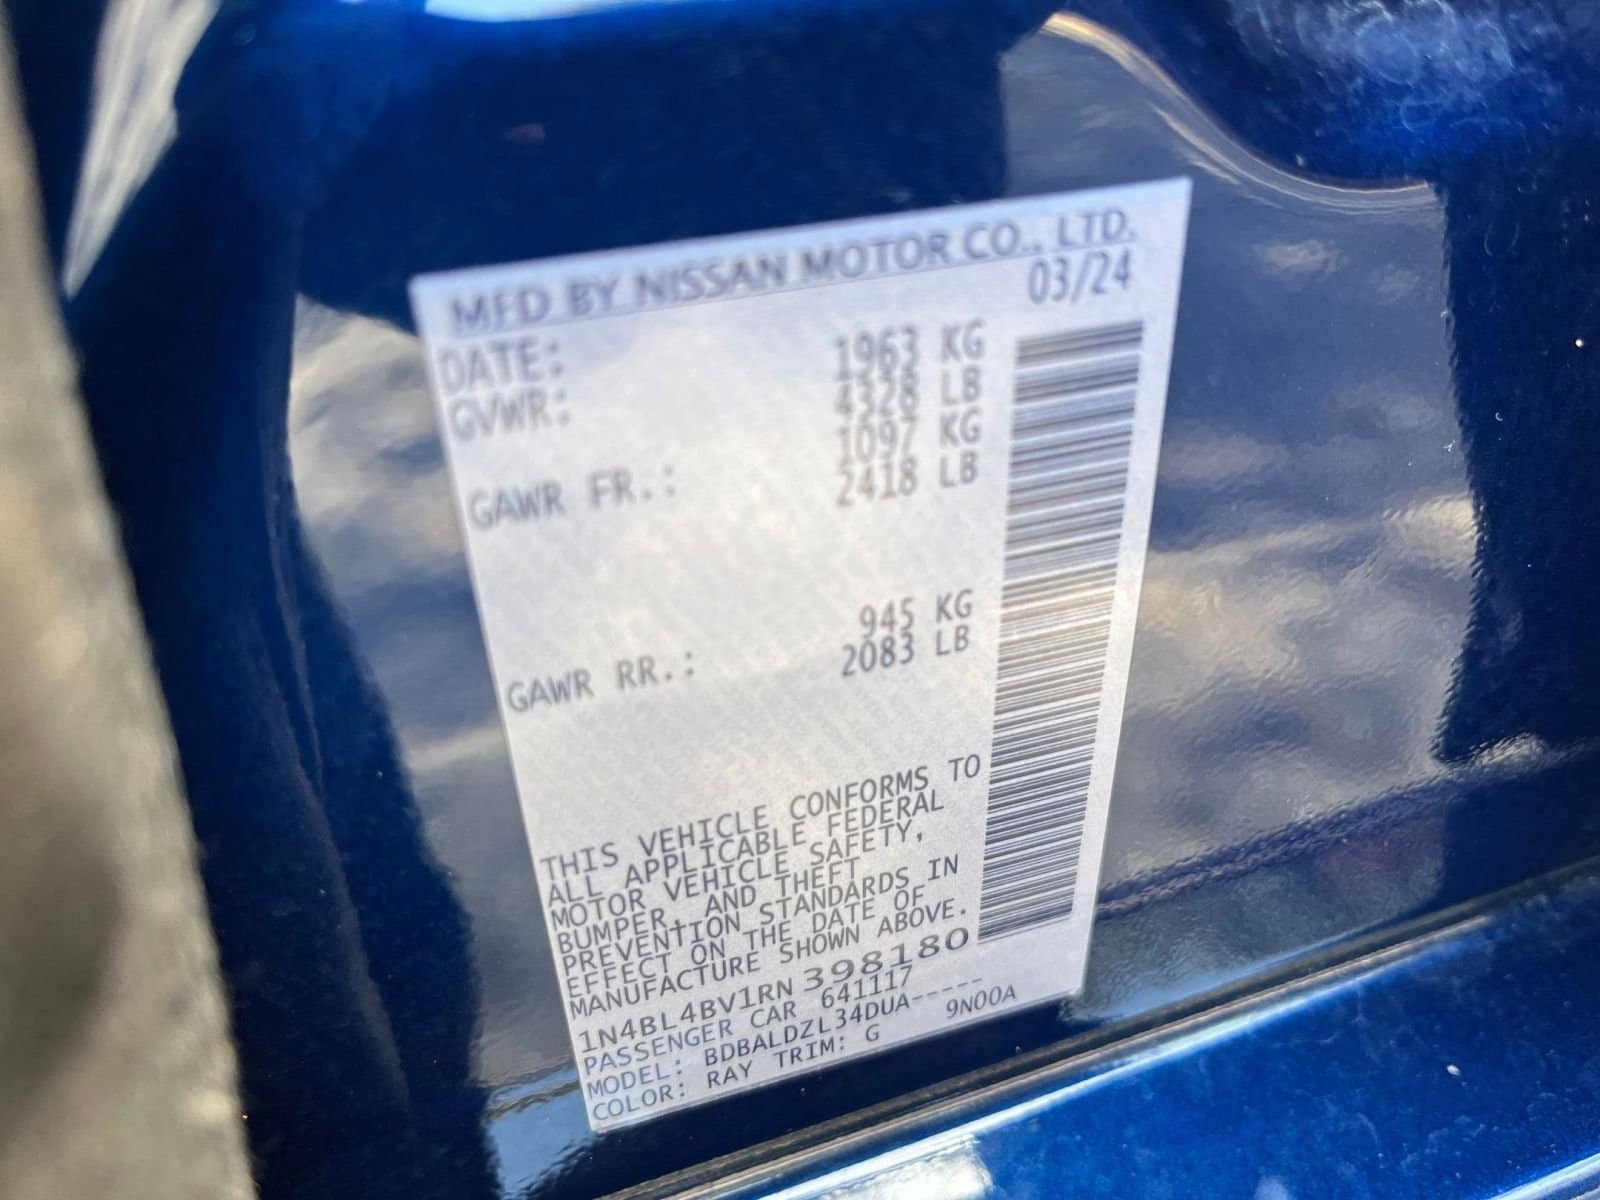 MFD BY NISSAN MOTOR CO., LTD.
DATE: 03/24
GVWR: 1963 KG
4328 LB
GAWR FR.: 1097 KG
2418 LB
GAWR RR.: 945 KG
2083 LB
THIS VEHICLE CONFORMS TO
ALL APPLICABLE FEDERAL
MOTOR VEHICLE SAFETY,
BUMPER, AND THEFT
PREVENTION STANDARDS IN
EFFECT ON THE DATE OF
MANUFACTURE SHOWN ABOVE.
1N4BL4BV1RN398180
PASSENGER CAR 641117
MODEL: BDBALDZL34DUA-----
COLOR: RAY TRIM: G 9N00A